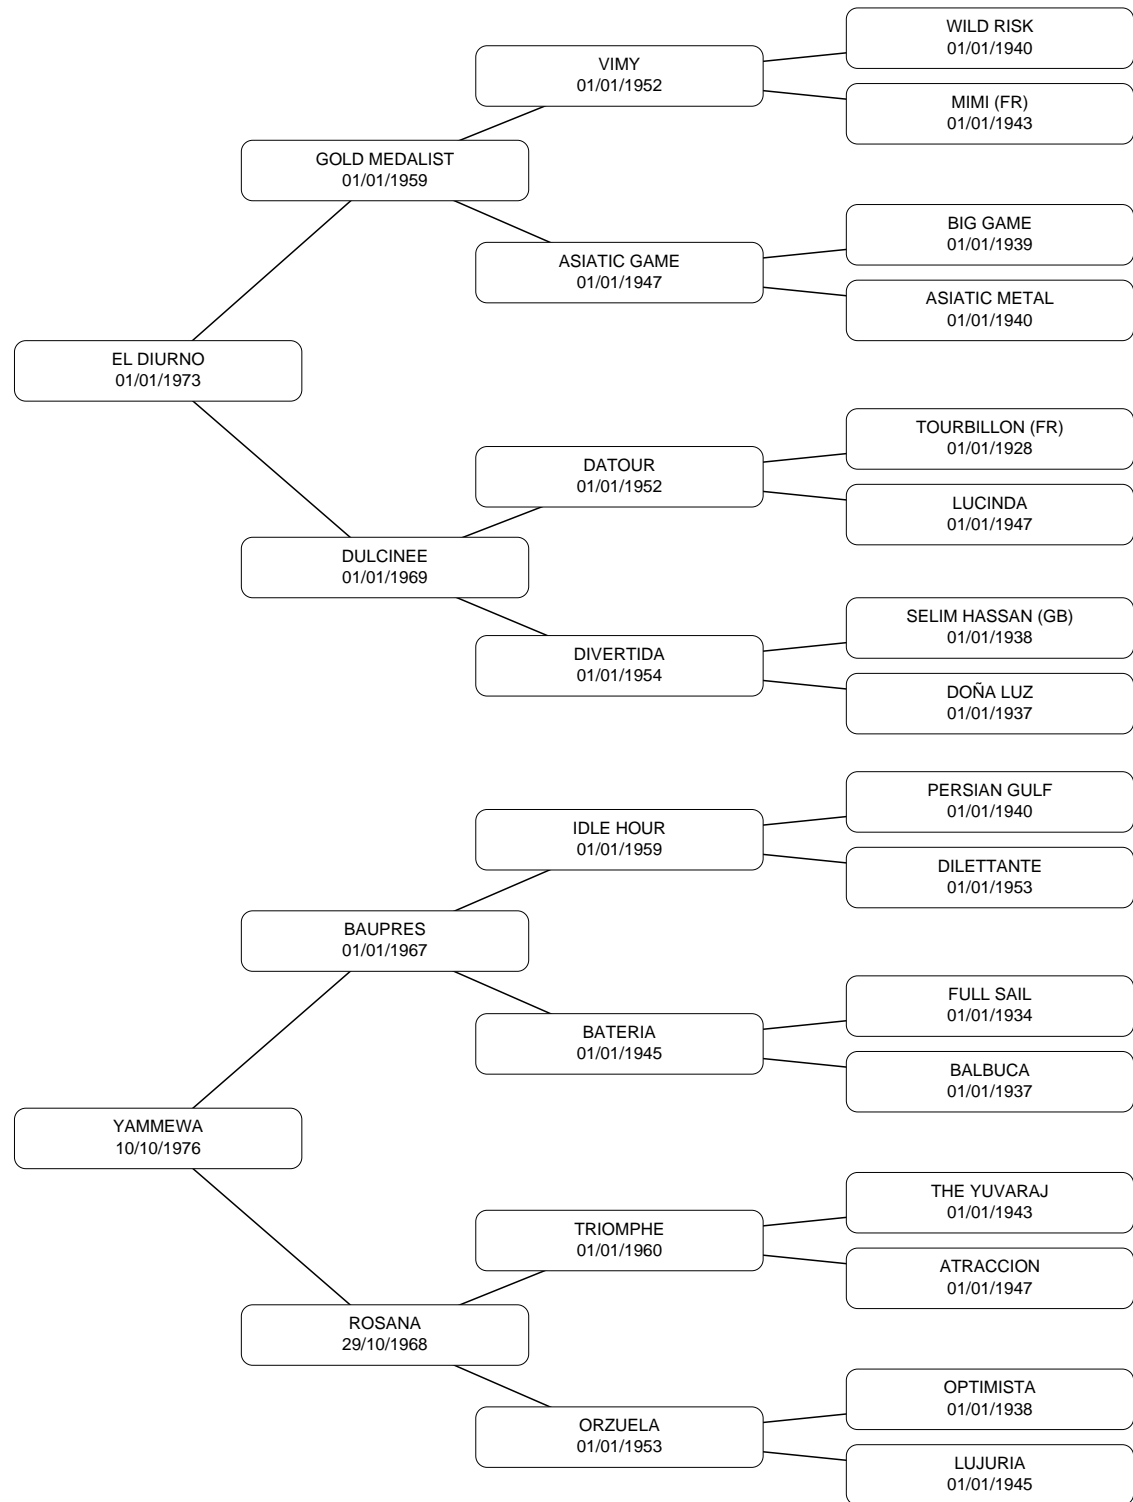 WILD RISK
01/01/1940
VIMY
01/01/1952
MIMI (FR)
01/01/1943
GOLD MEDALIST
01/01/1959
BIG GAME
01/01/1939
ASIATIC GAME
01/01/1947
ASIATIC METAL
01/01/1940
EL DIURNO
01/01/1973
TOURBILLON (FR)
01/01/1928
DATOUR
01/01/1952
LUCINDA
01/01/1947
DULCINEE
01/01/1969
SELIM HASSAN (GB)
01/01/1938
DIVERTIDA
01/01/1954
DOÑA LUZ
01/01/1937
PERSIAN GULF
01/01/1940
IDLE HOUR
01/01/1959
DILETTANTE
01/01/1953
BAUPRES
01/01/1967
FULL SAIL
01/01/1934
BATERIA
01/01/1945
BALBUCA
01/01/1937
YAMMEWA
10/10/1976
THE YUVARAJ
01/01/1943
TRIOMPHE
01/01/1960
ATRACCION
01/01/1947
ROSANA
29/10/1968
OPTIMISTA
01/01/1938
ORZUELA
01/01/1953
LUJURIA
01/01/1945